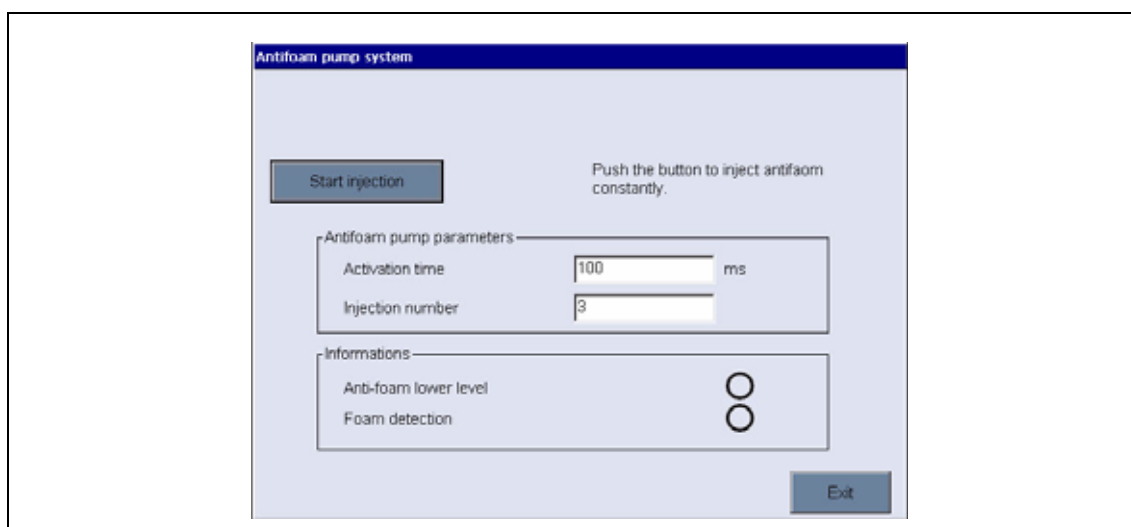 Antifoam pump system
Start injection
Push the button to inject antifaom
constantly.
Antifoam pump parameters
Activation time 100 ms
Injection number 3
Informations
Anti-foam lower level
Foam detection
Exit